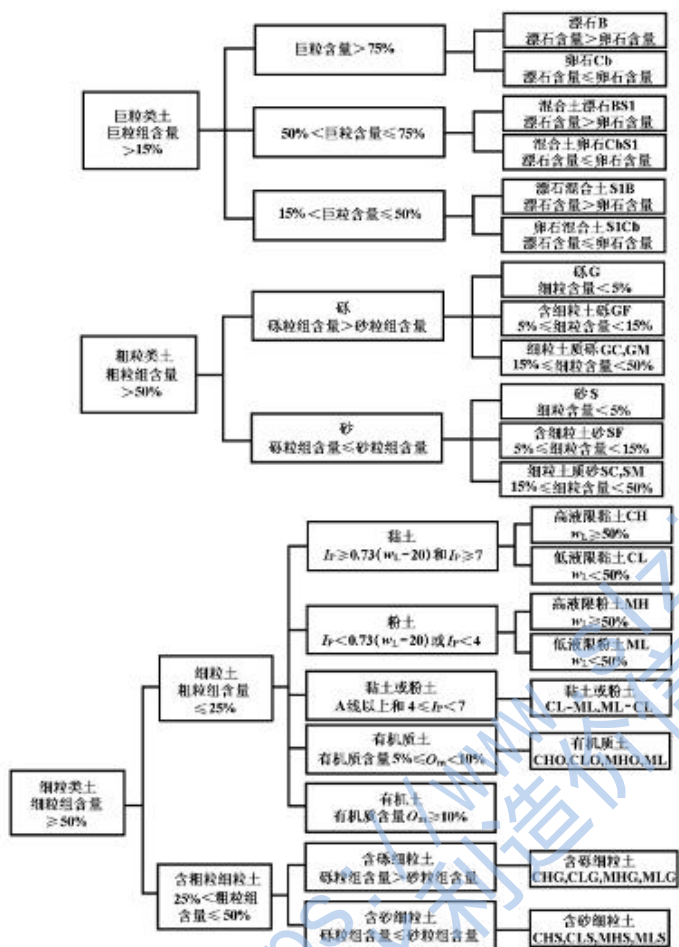 巨粒类土
巨粒组含量
>15%
巨粒含量>75%
漂石B
漂石含量>卵石含量
卵石Cb
漂石含量≤卵石含量
50%<巨粒含量≤75%
混合土漂石BS1
漂石含量>卵石含量
混合土卵石CbS1
漂石含量≤卵石含量
15%<巨粒含量≤50%
漂石混合土S1B
漂石含量>卵石含量
卵石混合土S1Cb
漂石含量≤卵石含量
粗粒类土
粗粒组含量
>50%
砾
砾粒组含量>砂粒组含量
砾G
细粒含量<5%
含细粒土砾GF
5%≤细粒含量<15%
细粒土质砾GC,GM
15%≤细粒含量<50%
砂
砾粒组含量≤砂粒组含量
砂S
细粒含量<5%
含细粒土砂SF
5%≤细粒含量<15%
细粒土质砂SC,SM
15%≤细粒含量<50%
细粒类土
细粒组含量
≥50%
细粒土
粗粒组含量
≤25%
黏土
IP≥0.73(wL-20)和IP≥7
高液限黏土CH
wL≥50%
低液限黏土CL
wL<50%
粉土
IP<0.73(wL-20)或IP<4
高液限粉土MH
wL≥50%
低液限粉土ML
wL<50%
黏土或粉土
A线以上和4≤IP<7
黏土或粉土
CL-ML,ML-CL
有机质土
有机质含量5%≤Om<10%
有机质土
CHO,CLO,MHO,ML
有机土
有机质含量Om≥10%
含粗粒细粒土
25%<粗粒组
含量≤50%
含砾细粒土
砾粒组含量>砂粒组含量
含砾细粒土
CHG,CLG,MHG,MLG
含砂细粒土
砾粒组含量≤砂粒组含量
含砂细粒土
CHS,CLS,MHS,MLS